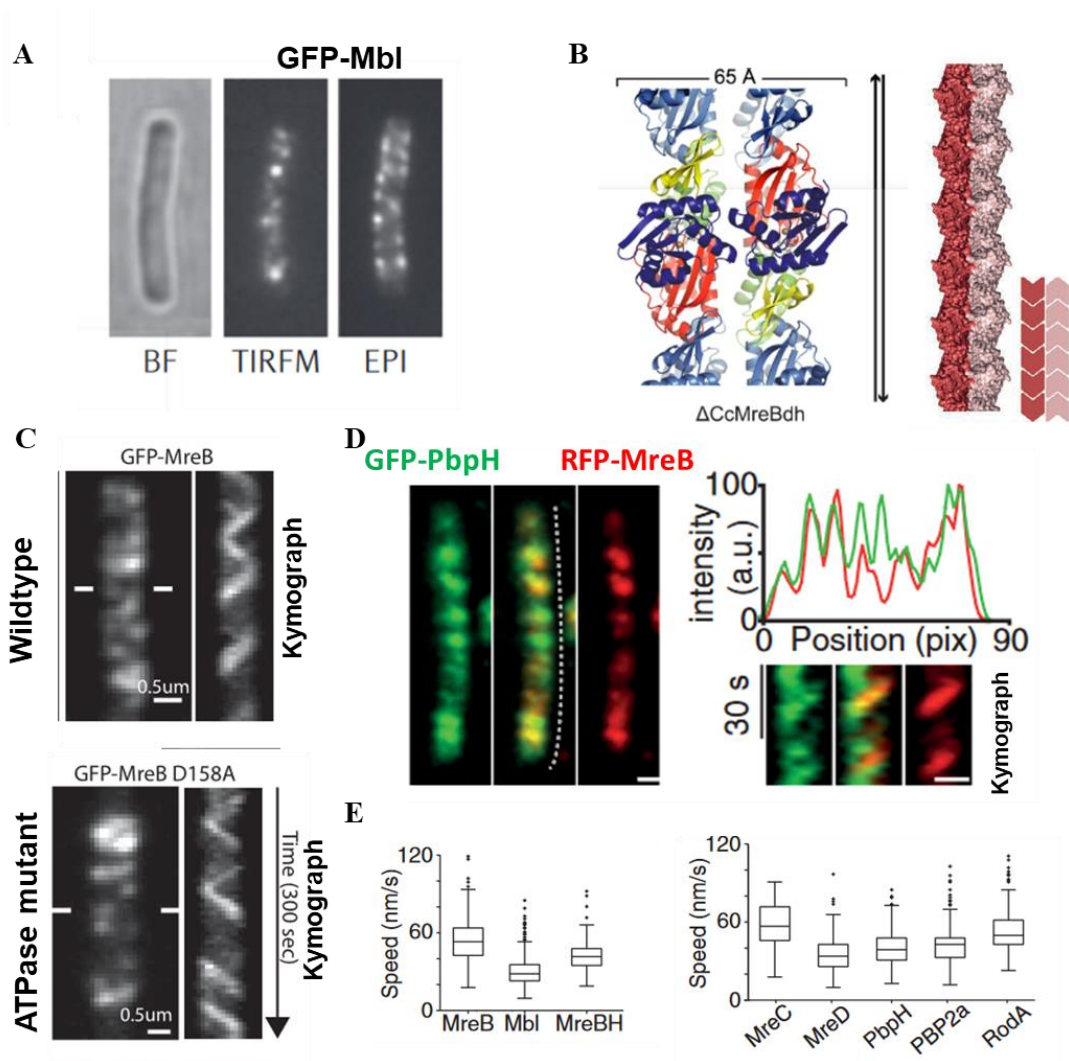 A
GFP-Mbl
BF
TIRFM
EPI
B
65 Å
ΔCcMreBdh
C
GFP-MreB
Wildtype
0.5um
Kymograph
GFP-MreB D158A
ATPase mutant
0.5um
Time (300 sec)
Kymograph
D
GFP-PbpH
RFP-MreB
intensity
(a.u.)
100
0
0
Position (pix)
90
30 s
Kymograph
E
Speed (nm/s)
120
60
0
MreB
Mbl
MreBH
Speed (nm/s)
120
60
0
MreC
MreD
PbpH
PBP2a
RodA